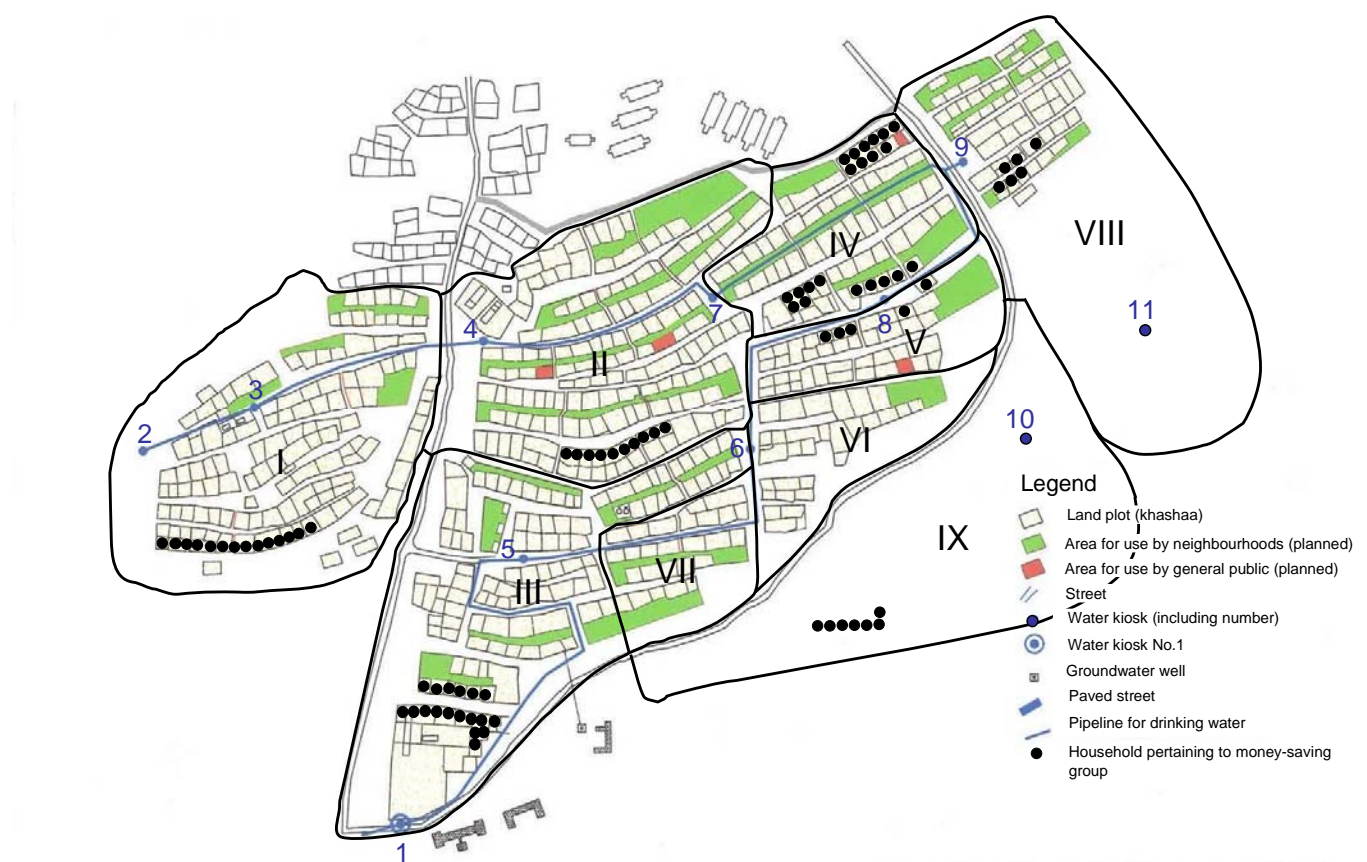 9
VIII
IV
11
7
4
8
V
II
3
10
2
6
VI
I
Legend
Land plot (khashaa)
IX
Area for use by neighbourhoods (planned)
5
VII
Area for use by general public (planned)
III
Street
Water kiosk (including number)
Water kiosk No.1
Groundwater well
Paved street
Pipeline for drinking water
Household pertaining to money-saving
group
1